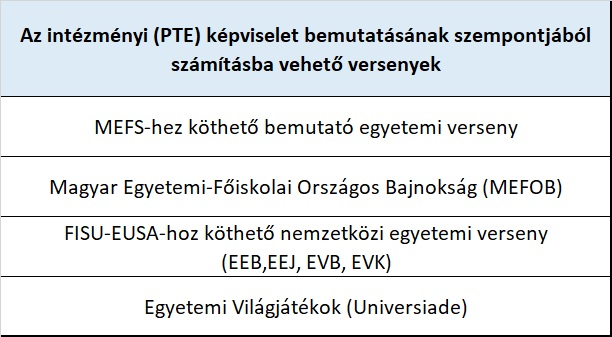 Az intézményi (PTE) képviselet bemutatásának szempontjából
számításba vehető versenyek
MEFS-hez köthető bemutató egyetemi verseny
Magyar Egyetemi-Főiskolai Országos Bajnokság (MEFOB)
FISU-EUSA-hoz köthető nemzetközi egyetemi verseny
(EEB,EEJ, EVB, EVK)
Egyetemi Világjátékok (Universiade)